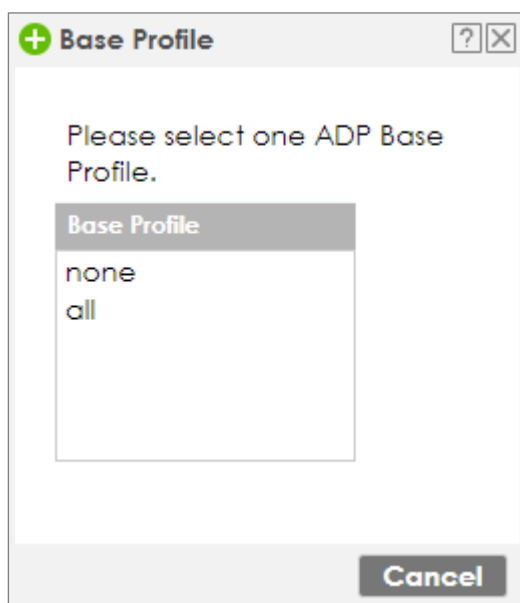 Base Profile
Please select one ADP Base
Profile.
Base Profile
none
all
Cancel